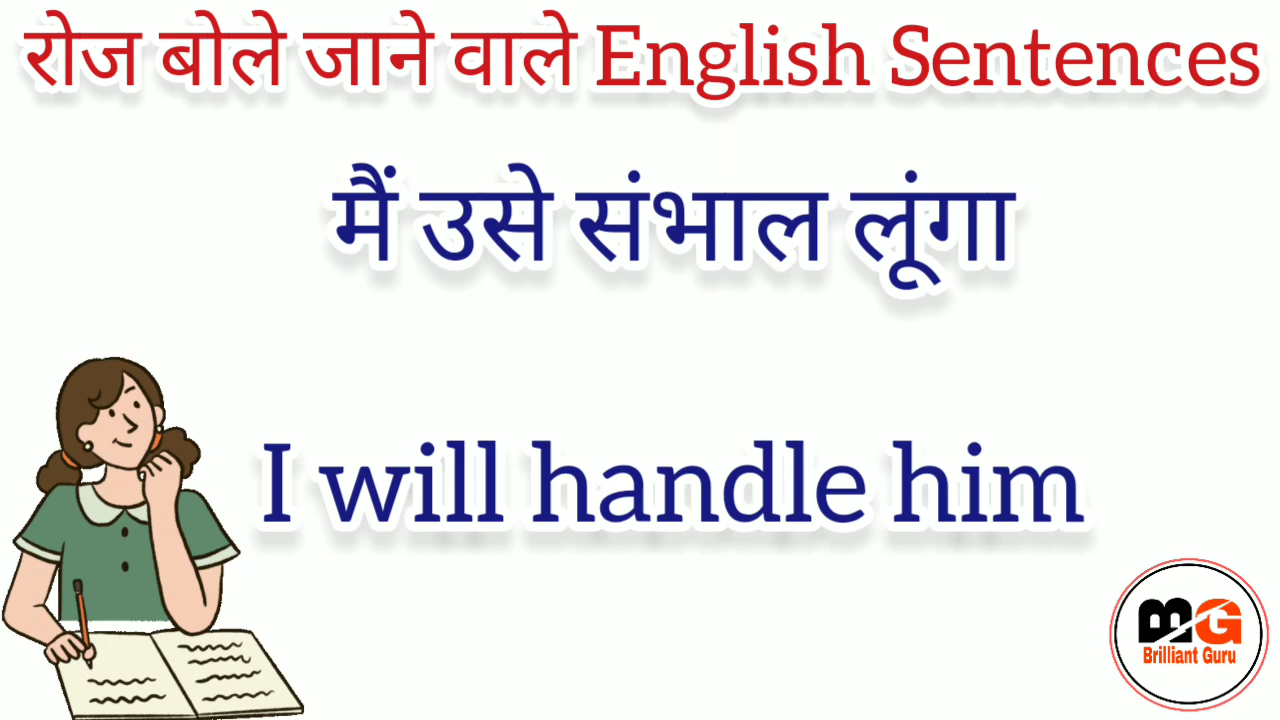 रोज बोले जाने वाले English Sentences
मैं उसे संभाल लूंगा
I will handle him
BG
Brilliant Guru